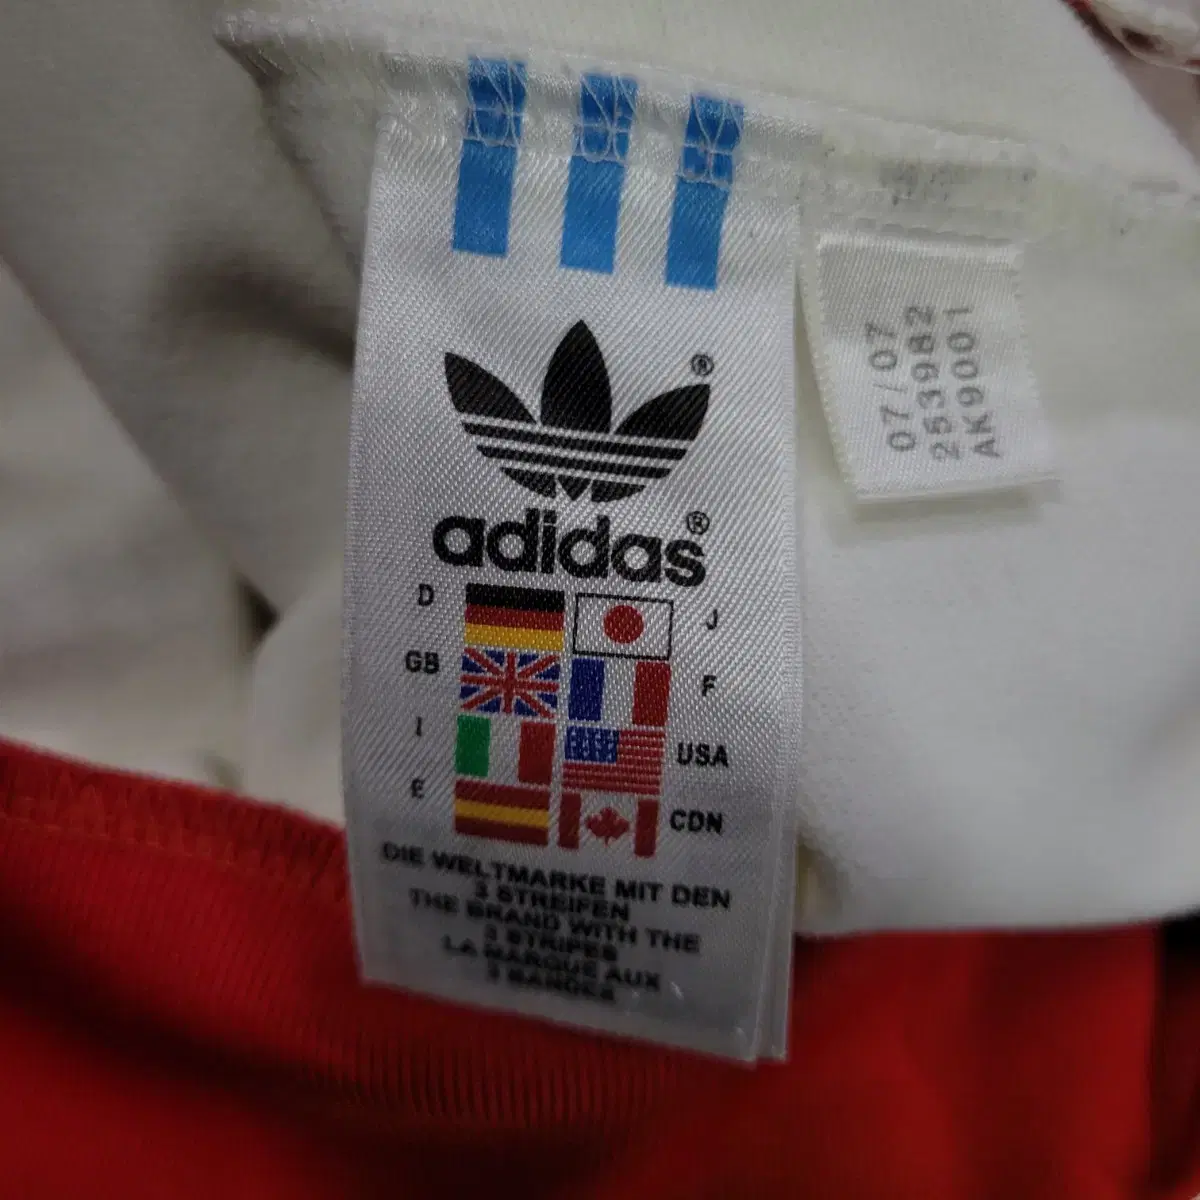 adidas®
D
J
GB
F
I
USA
E
CDN
DIE WELTMARKE MIT DEN
3 STREIFEN
THE BRAND WITH THE
3 STRIPES
LA MARQUE AUX
3 BANDES
07/07
253982
AK9001